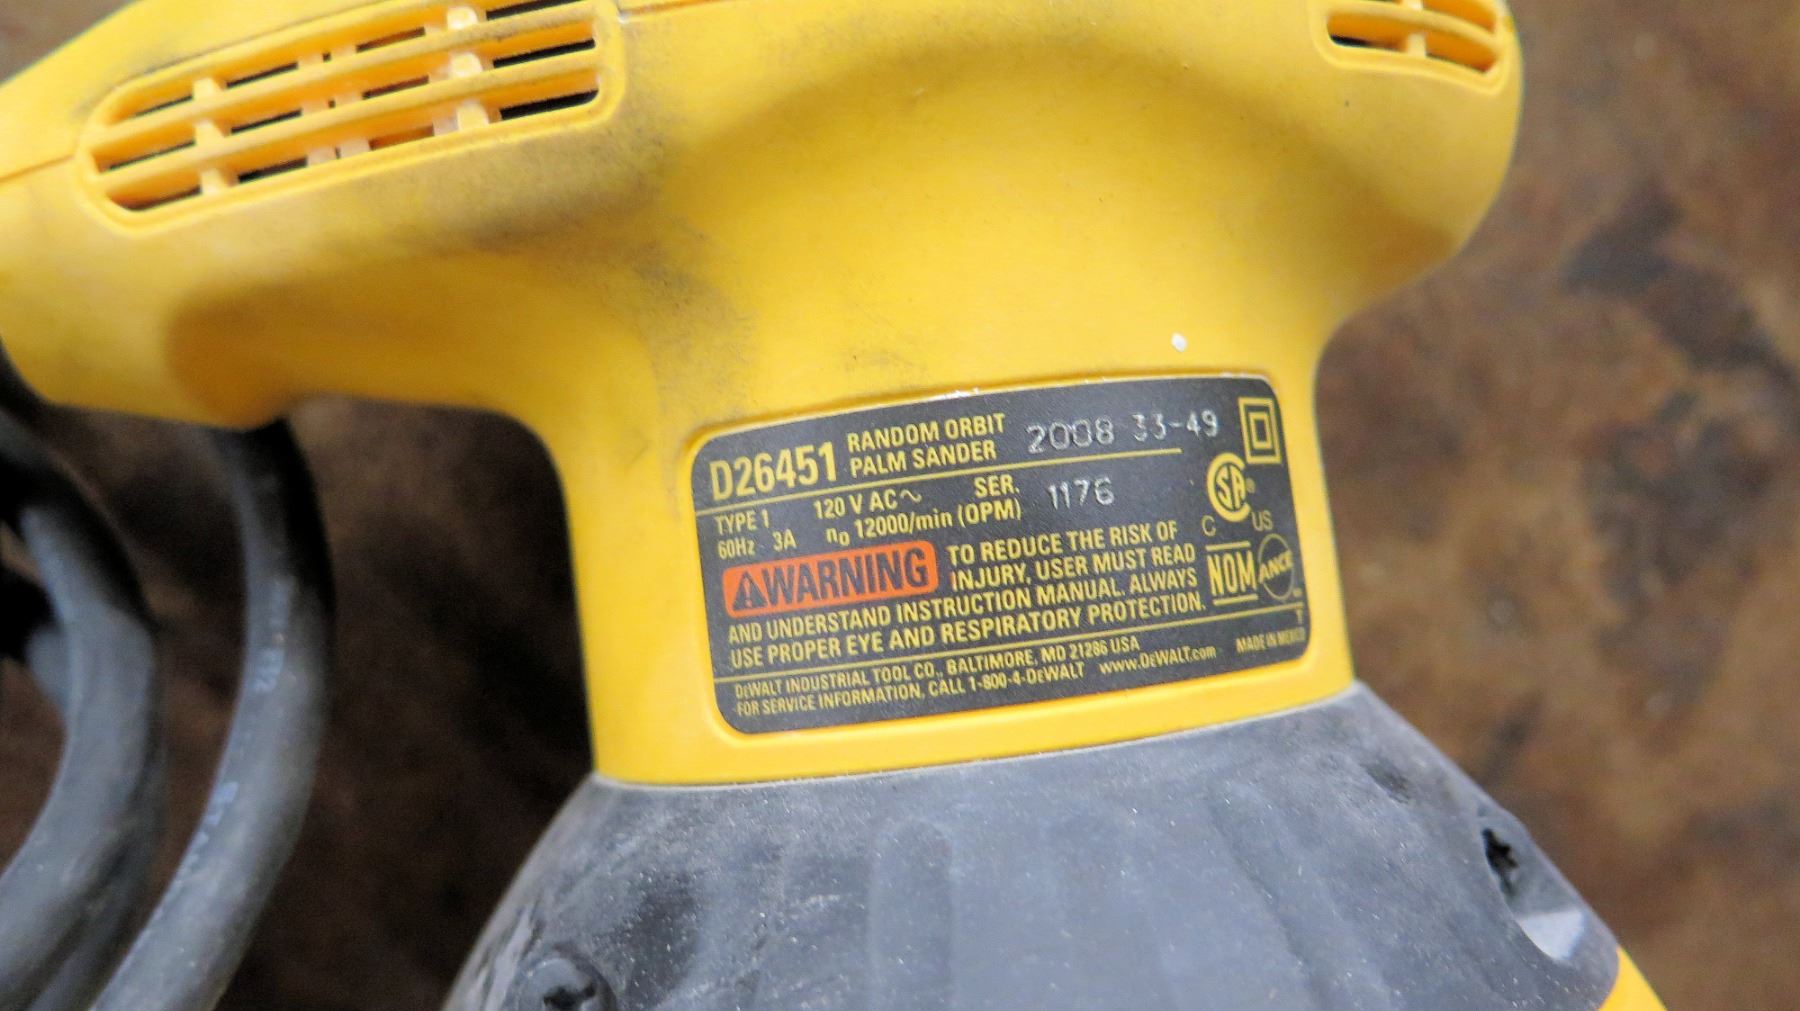 D26451 RANDOM ORBIT 2008 33-49
PALM SANDER
TYPE 1 120 V AC~ SER. 1176
60Hz 3A n₀ 12000/min (OPM)
⚠WARNING TO REDUCE THE RISK OF
INJURY, USER MUST READ
AND UNDERSTAND INSTRUCTION MANUAL. ALWAYS
USE PROPER EYE AND RESPIRATORY PROTECTION.
SA®
C US
NOM ANCE
DEWALT INDUSTRIAL TOOL CO., BALTIMORE, MD 21286 USA MADE IN MEXICO
FOR SERVICE INFORMATION, CALL 1-800-4-DEWALT www.DEWALT.com